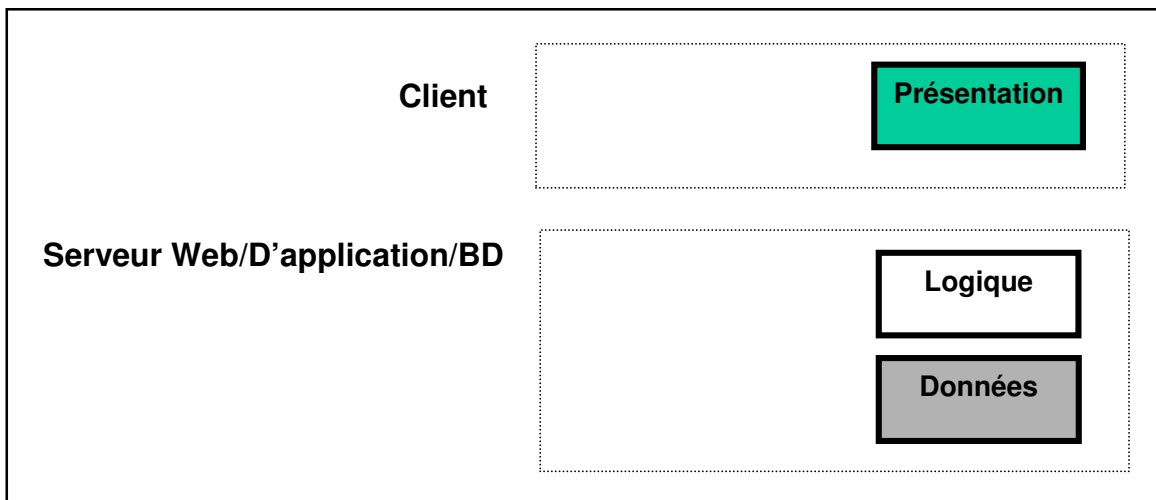 Client
Présentation
Serveur Web/D’application/BD
Logique
Données